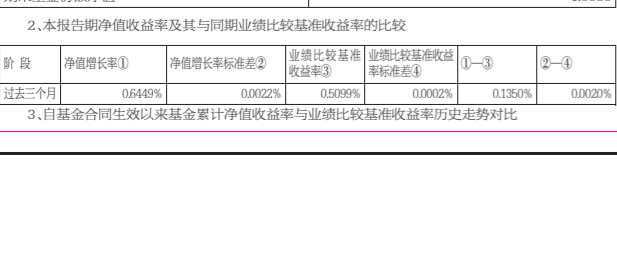 2、本报告期净值收益率及其与同期业绩比较基准收益率的比较
阶 段 净值增长率① 净值增长率标准差② 业绩比较基准收益率③ 业绩比较基准收益率标准差④ ①—③ ②—④
过去三个月 0.6449% 0.0022% 0.5099% 0.0002% 0.1350% 0.0020%
3、自基金合同生效以来基金累计净值收益率与业绩比较基准收益率历史走势对比